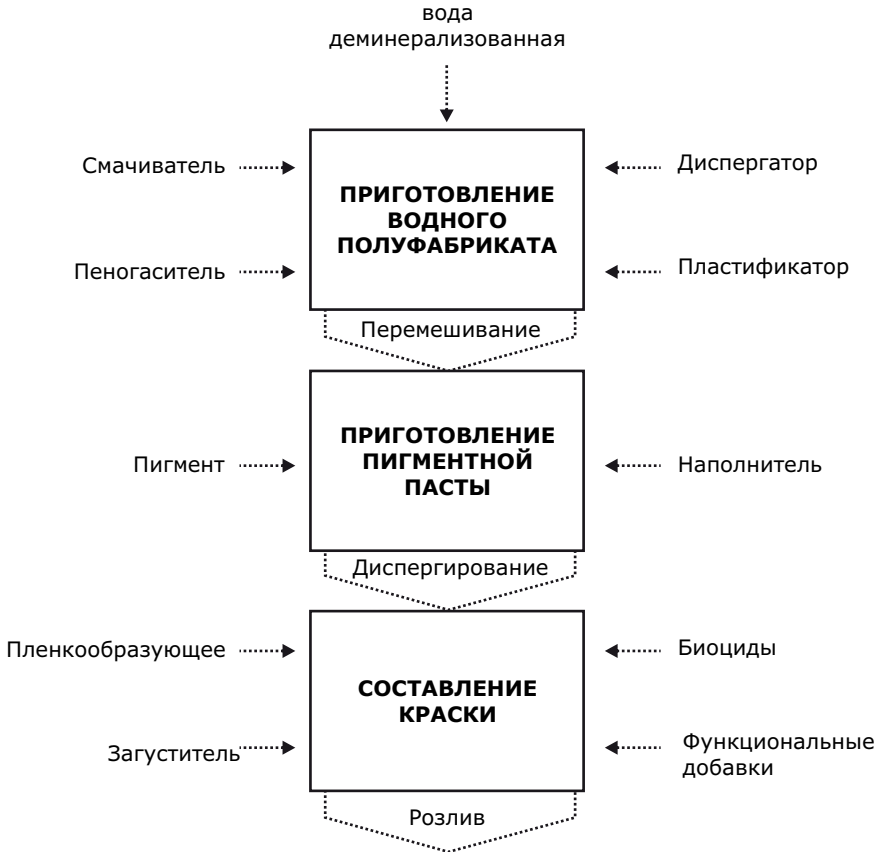 вода
деминерализованная
Смачиватель
Диспергатор
ПРИГОТОВЛЕНИЕ
ВОДНОГО
ПОЛУФАБРИКАТА
Пеногаситель
Пластификатор
Перемешивание
ПРИГОТОВЛЕНИЕ
ПИГМЕНТНОЙ
ПАСТЫ
Пигмент
Наполнитель
Диспергирование
Пленкообразующее
Биоциды
СОСТАВЛЕНИЕ
КРАСКИ
Загуститель
Функциональные
добавки
Розлив